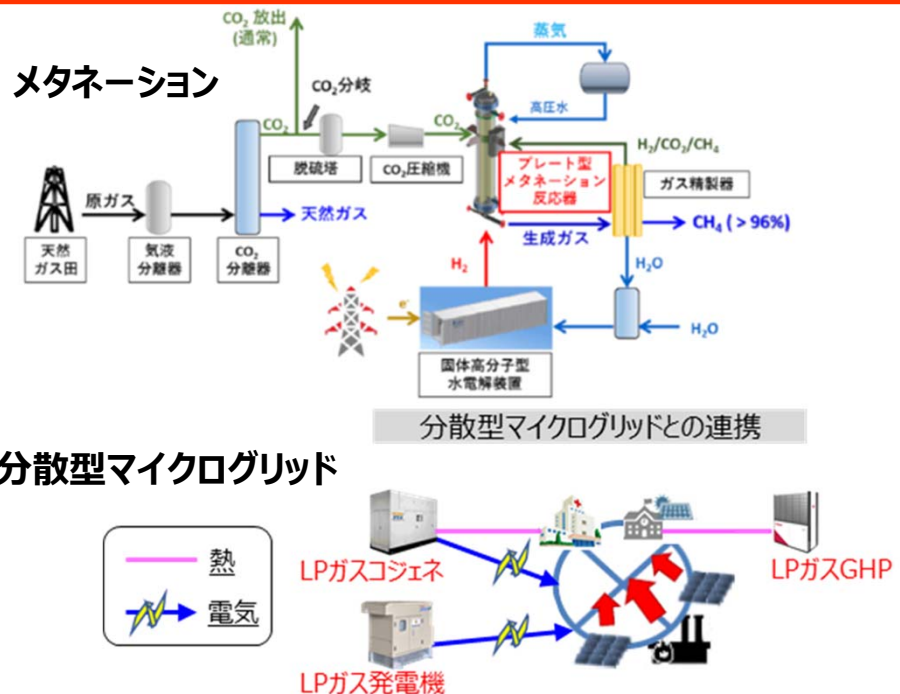 CO₂ 放出
(通常)
蒸気
メタネーション
CO₂分岐
高圧水
CO₂
CO₂
H₂/CO₂/CH₄
脱硫塔
CO₂圧縮機
プレート型
メタネーション
反応器
ガス精製器
原ガス
天然ガス
生成ガス
CH₄ ( > 96%)
天然
ガス田
気液
分離器
CO₂
分離器
H₂
H₂O
e⁻
H₂O
固体高分子型
水電解装置
分散型マイクログリッドとの連携
分散型マイクログリッド
熱
電気
LPガスコジェネ
LPガスGHP
LPガス発電機